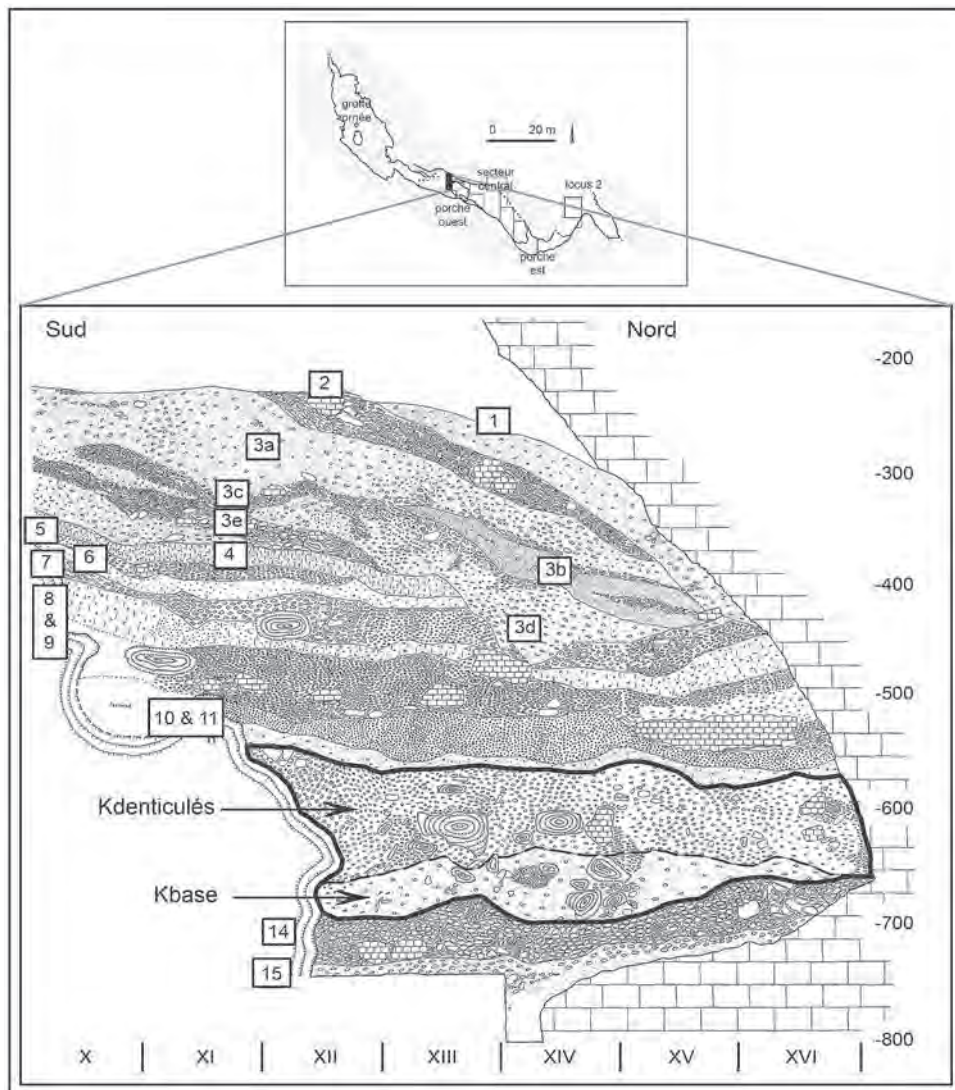 grotte
ornée
0 20 m
secteur
central
locus 2
porche
ouest
porche
est
Sud
Nord
-200
2
1
3a
-300
3c
5
3e
4
7
6
3b
-400
8
&
9
3d
-500
10 & 11
Kdenticulés
-600
Kbase
14
-700
15
-800
X
XI
XII
XIII
XIV
XV
XVI